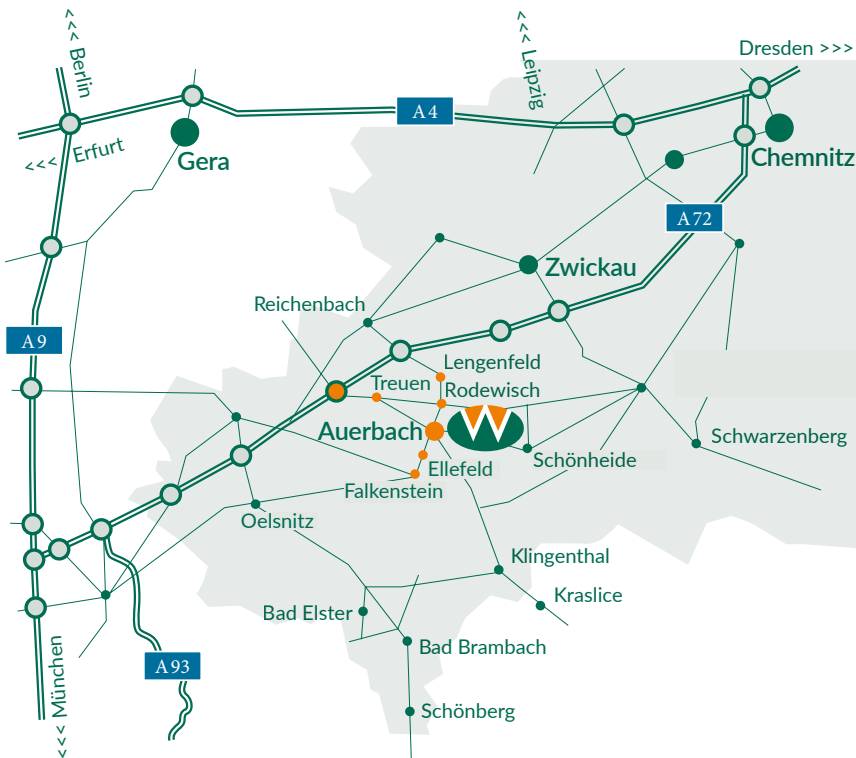 <<< Berlin
<<< Leipzig
Dresden >>>
A4
<<< Erfurt
Gera
Chemnitz
A72
Zwickau
Reichenbach
A9
Lengenfeld
Treuen
Rodewisch
Auerbach
Schwarzenberg
Schönheide
Ellefeld
Falkenstein
Oelsnitz
Klingenthal
Kraslice
Bad Elster
Bad Brambach
A93
<<< München
Schönberg